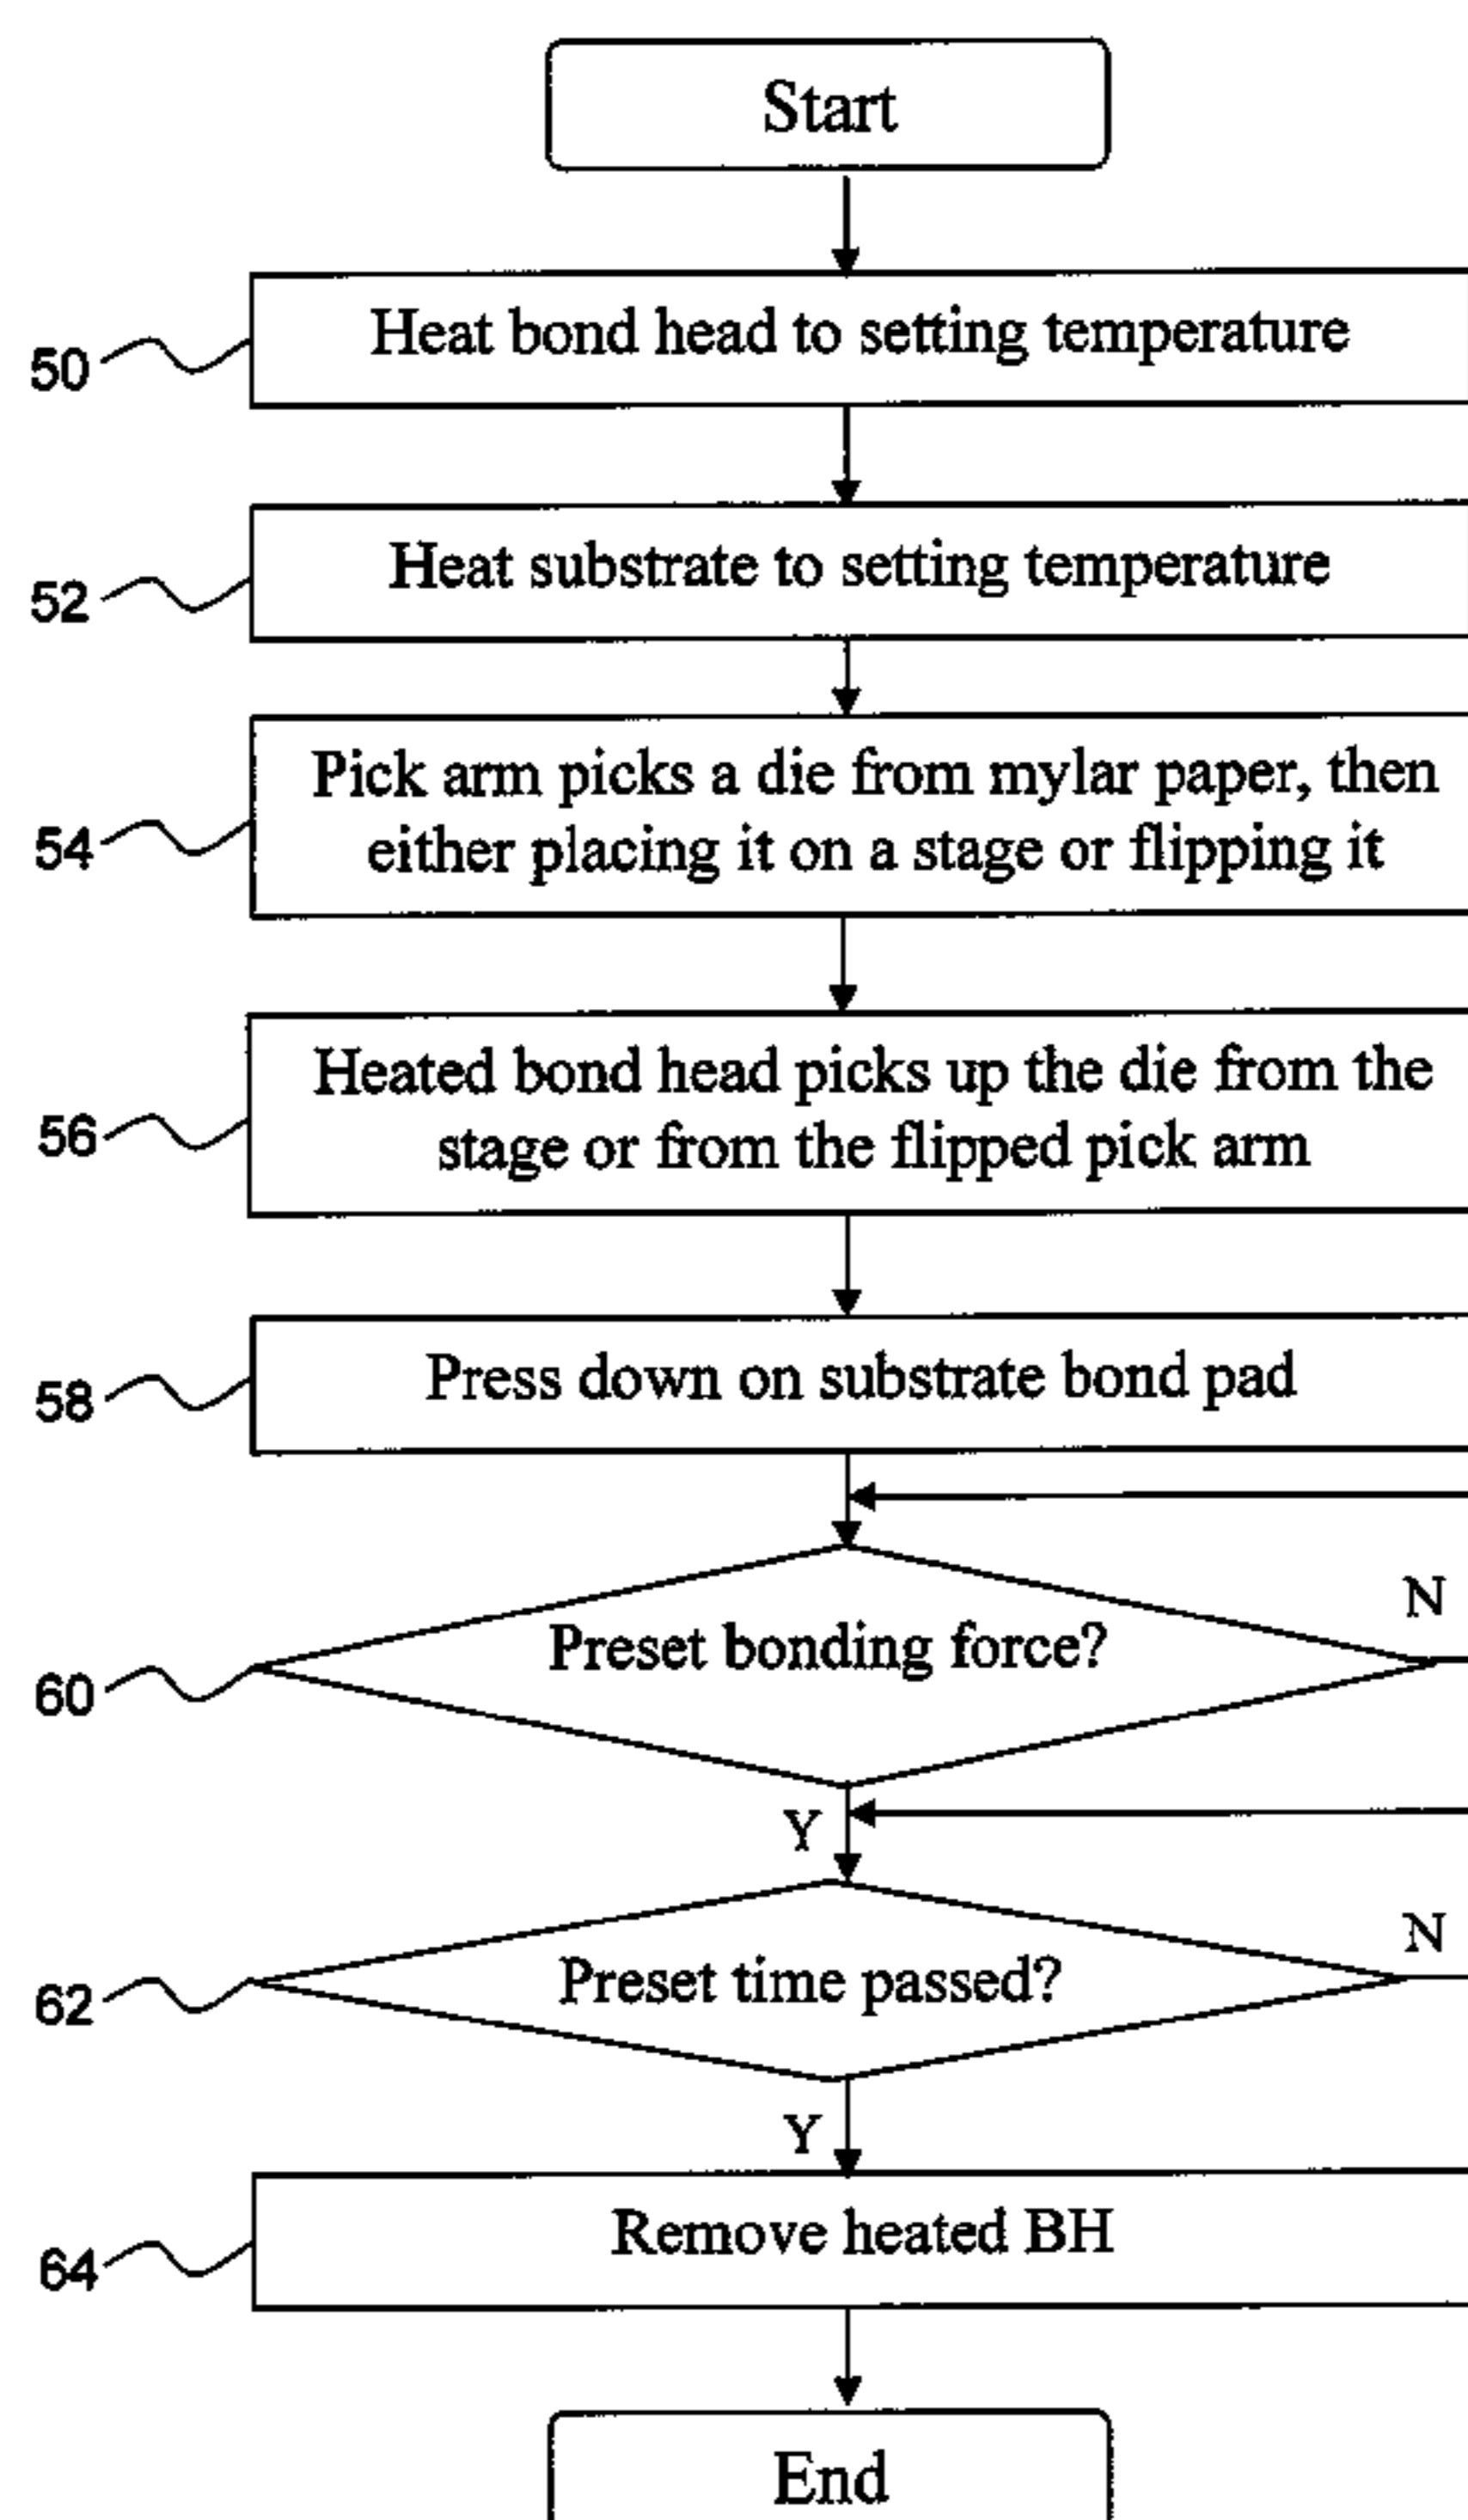 Start
50
Heat bond head to setting temperature
52
Heat substrate to setting temperature
54
Pick arm picks a die from mylar paper, then
either placing it on a stage or flipping it
56
Heated bond head picks up the die from the
stage or from the flipped pick arm
58
Press down on substrate bond pad
60
Preset bonding force?
N
Y
62
Preset time passed?
N
Y
64
Remove heated BH
End